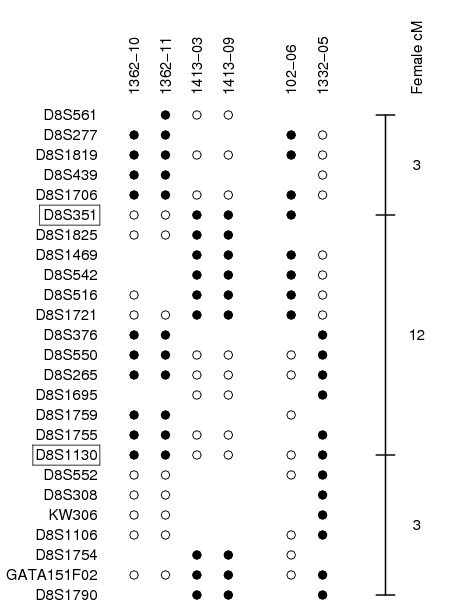 1362–10
1362–11
1413–03
1413–09
102–06
1332–05
Female cM
D8S561
D8S277
D8S1819
D8S439
D8S1706
D8S351
D8S1825
D8S1469
D8S542
D8S516
D8S1721
D8S376
D8S550
D8S265
D8S1695
D8S1759
D8S1755
D8S1130
D8S552
D8S308
KW306
D8S1106
D8S1754
GATA151F02
D8S1790
3
12
3